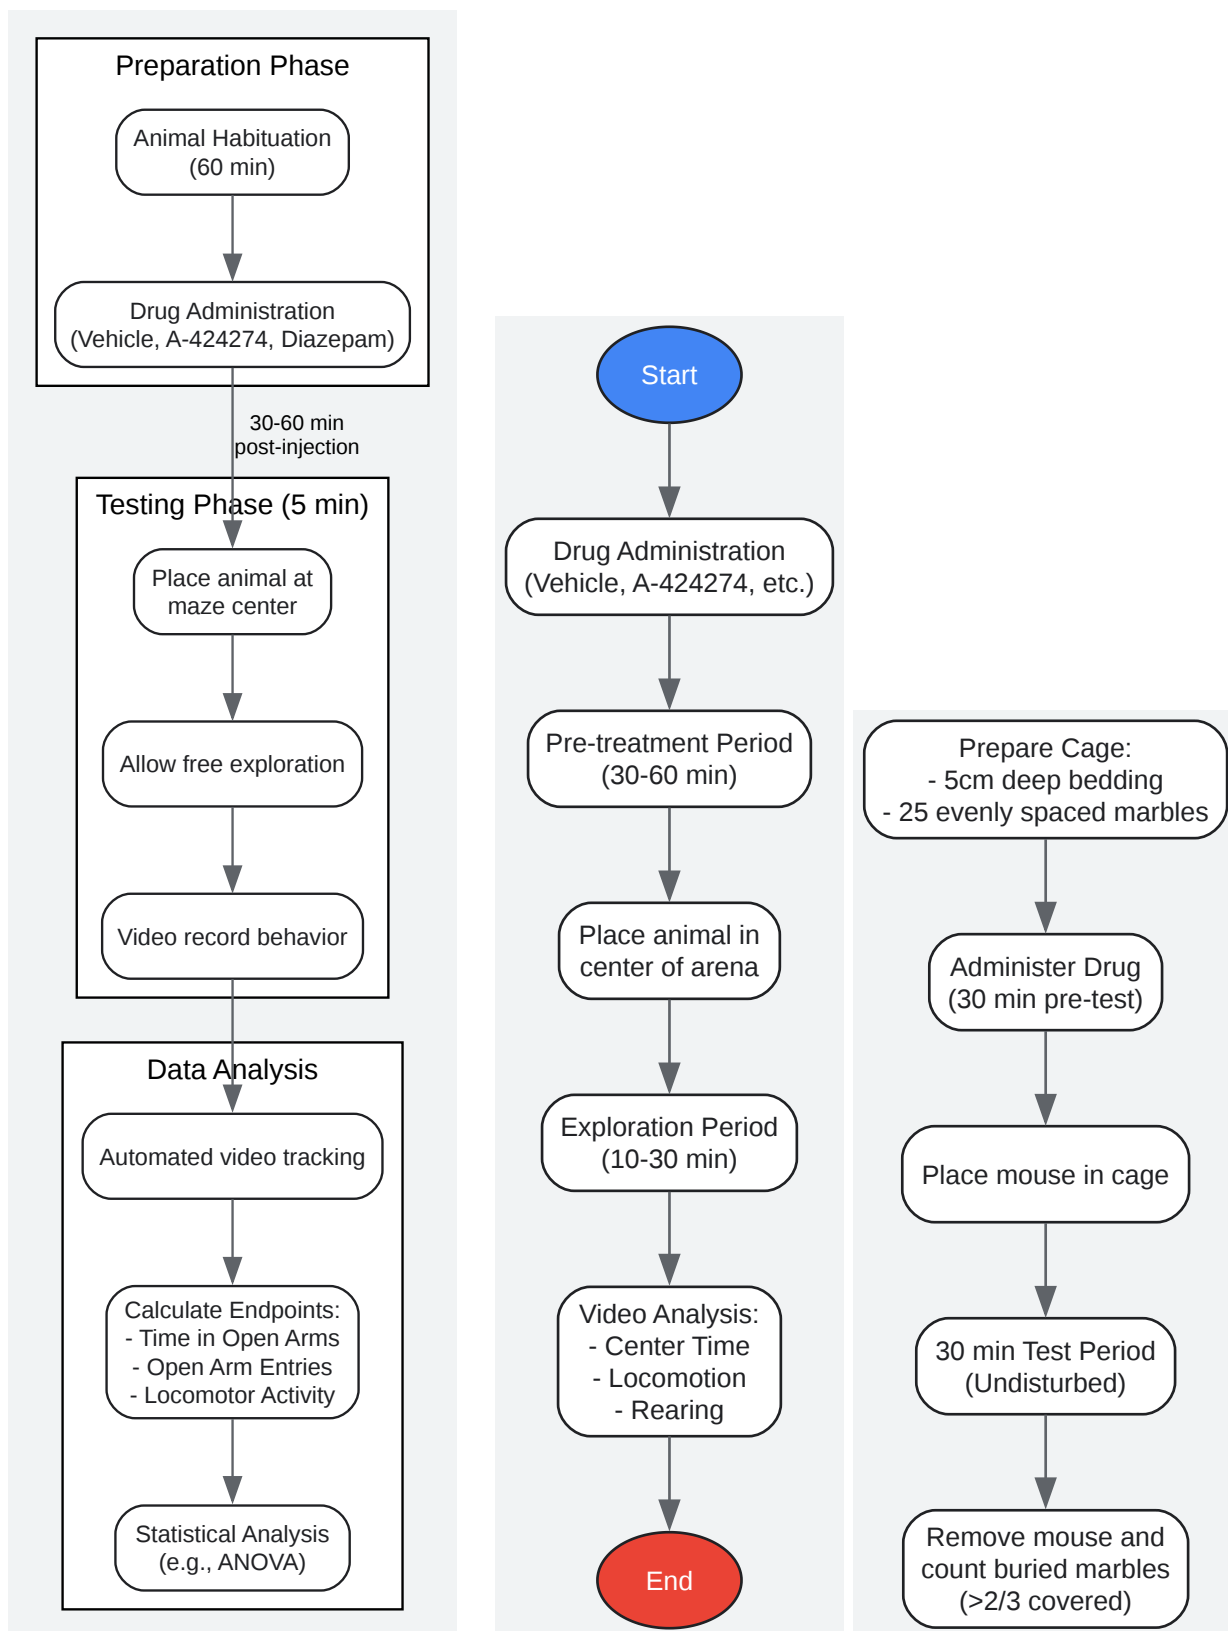 Preparation Phase
Animal Habituation
(60 min)
Drug Administration
(Vehicle, A-424274, Diazepam)
30-60 min
post-injection
Testing Phase (5 min)
Place animal at
maze center
Allow free exploration
Video record behavior
Data Analysis
Automated video tracking
Calculate Endpoints:
- Time in Open Arms
- Open Arm Entries
- Locomotor Activity
Statistical Analysis
(e.g., ANOVA)
Start
Drug Administration
(Vehicle, A-424274, etc.)
Pre-treatment Period
(30-60 min)
Place animal in
center of arena
Exploration Period
(10-30 min)
Video Analysis:
- Center Time
- Locomotion
- Rearing
End
Prepare Cage:
- 5cm deep bedding
- 25 evenly spaced marbles
Administer Drug
(30 min pre-test)
Place mouse in cage
30 min Test Period
(Undisturbed)
Remove mouse and
count buried marbles
(>2/3 covered)